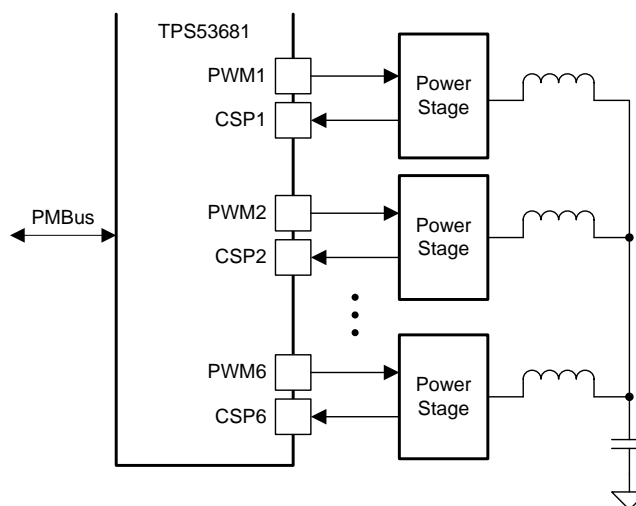 TPS53681
PWM1
CSP1
Power
Stage
PMBus
PWM2
CSP2
Power
Stage
PWM6
CSP6
Power
Stage